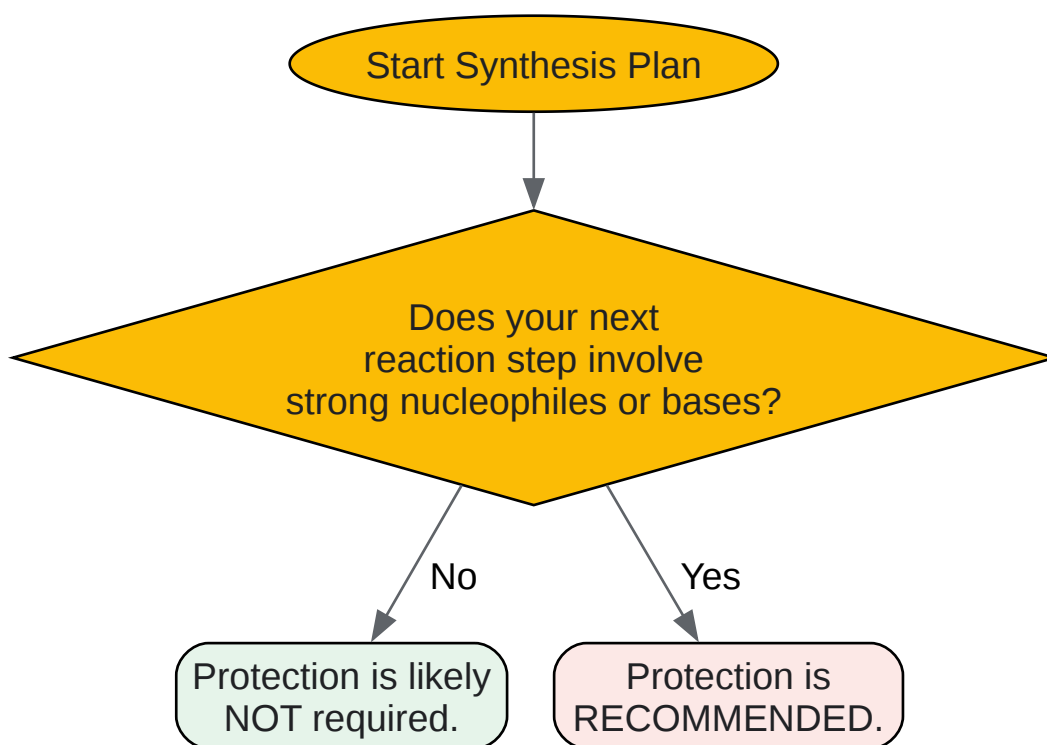 Start Synthesis Plan
Does your next
reaction step involve
strong nucleophiles or bases?
No
Yes
Protection is likely
NOT required.
Protection is
RECOMMENDED.